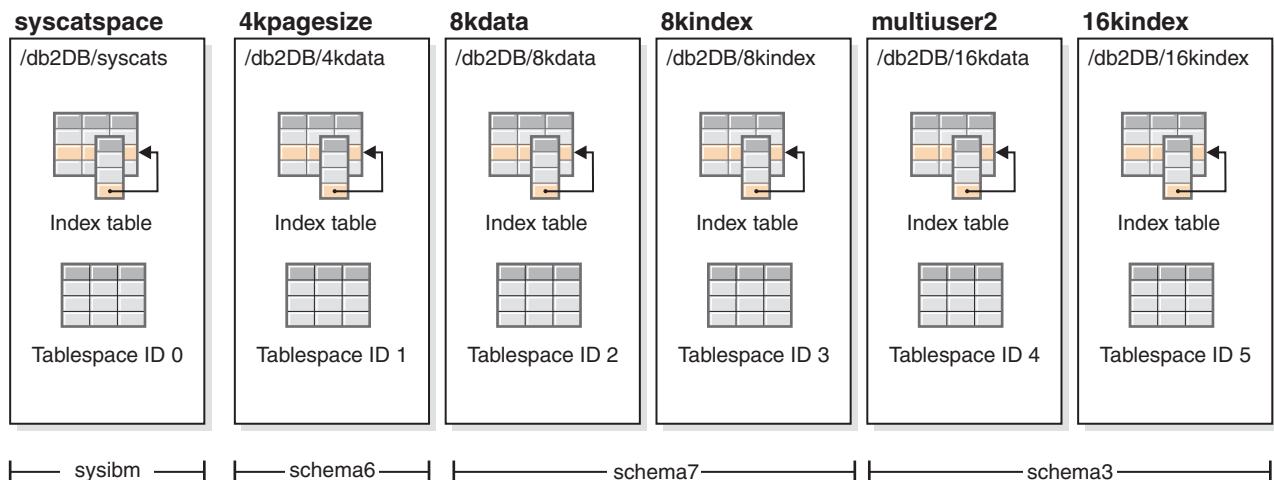 syscatspace
4kpagesize
8kdata
8kindex
multiuser2
16kindex
/db2DB/syscats
/db2DB/4kdata
/db2DB/8kdata
/db2DB/8kindex
/db2DB/16kdata
/db2DB/16kindex
Index table
Index table
Index table
Index table
Index table
Index table
Tablespace ID 0
Tablespace ID 1
Tablespace ID 2
Tablespace ID 3
Tablespace ID 4
Tablespace ID 5
sysibm
schema6
schema7
schema3